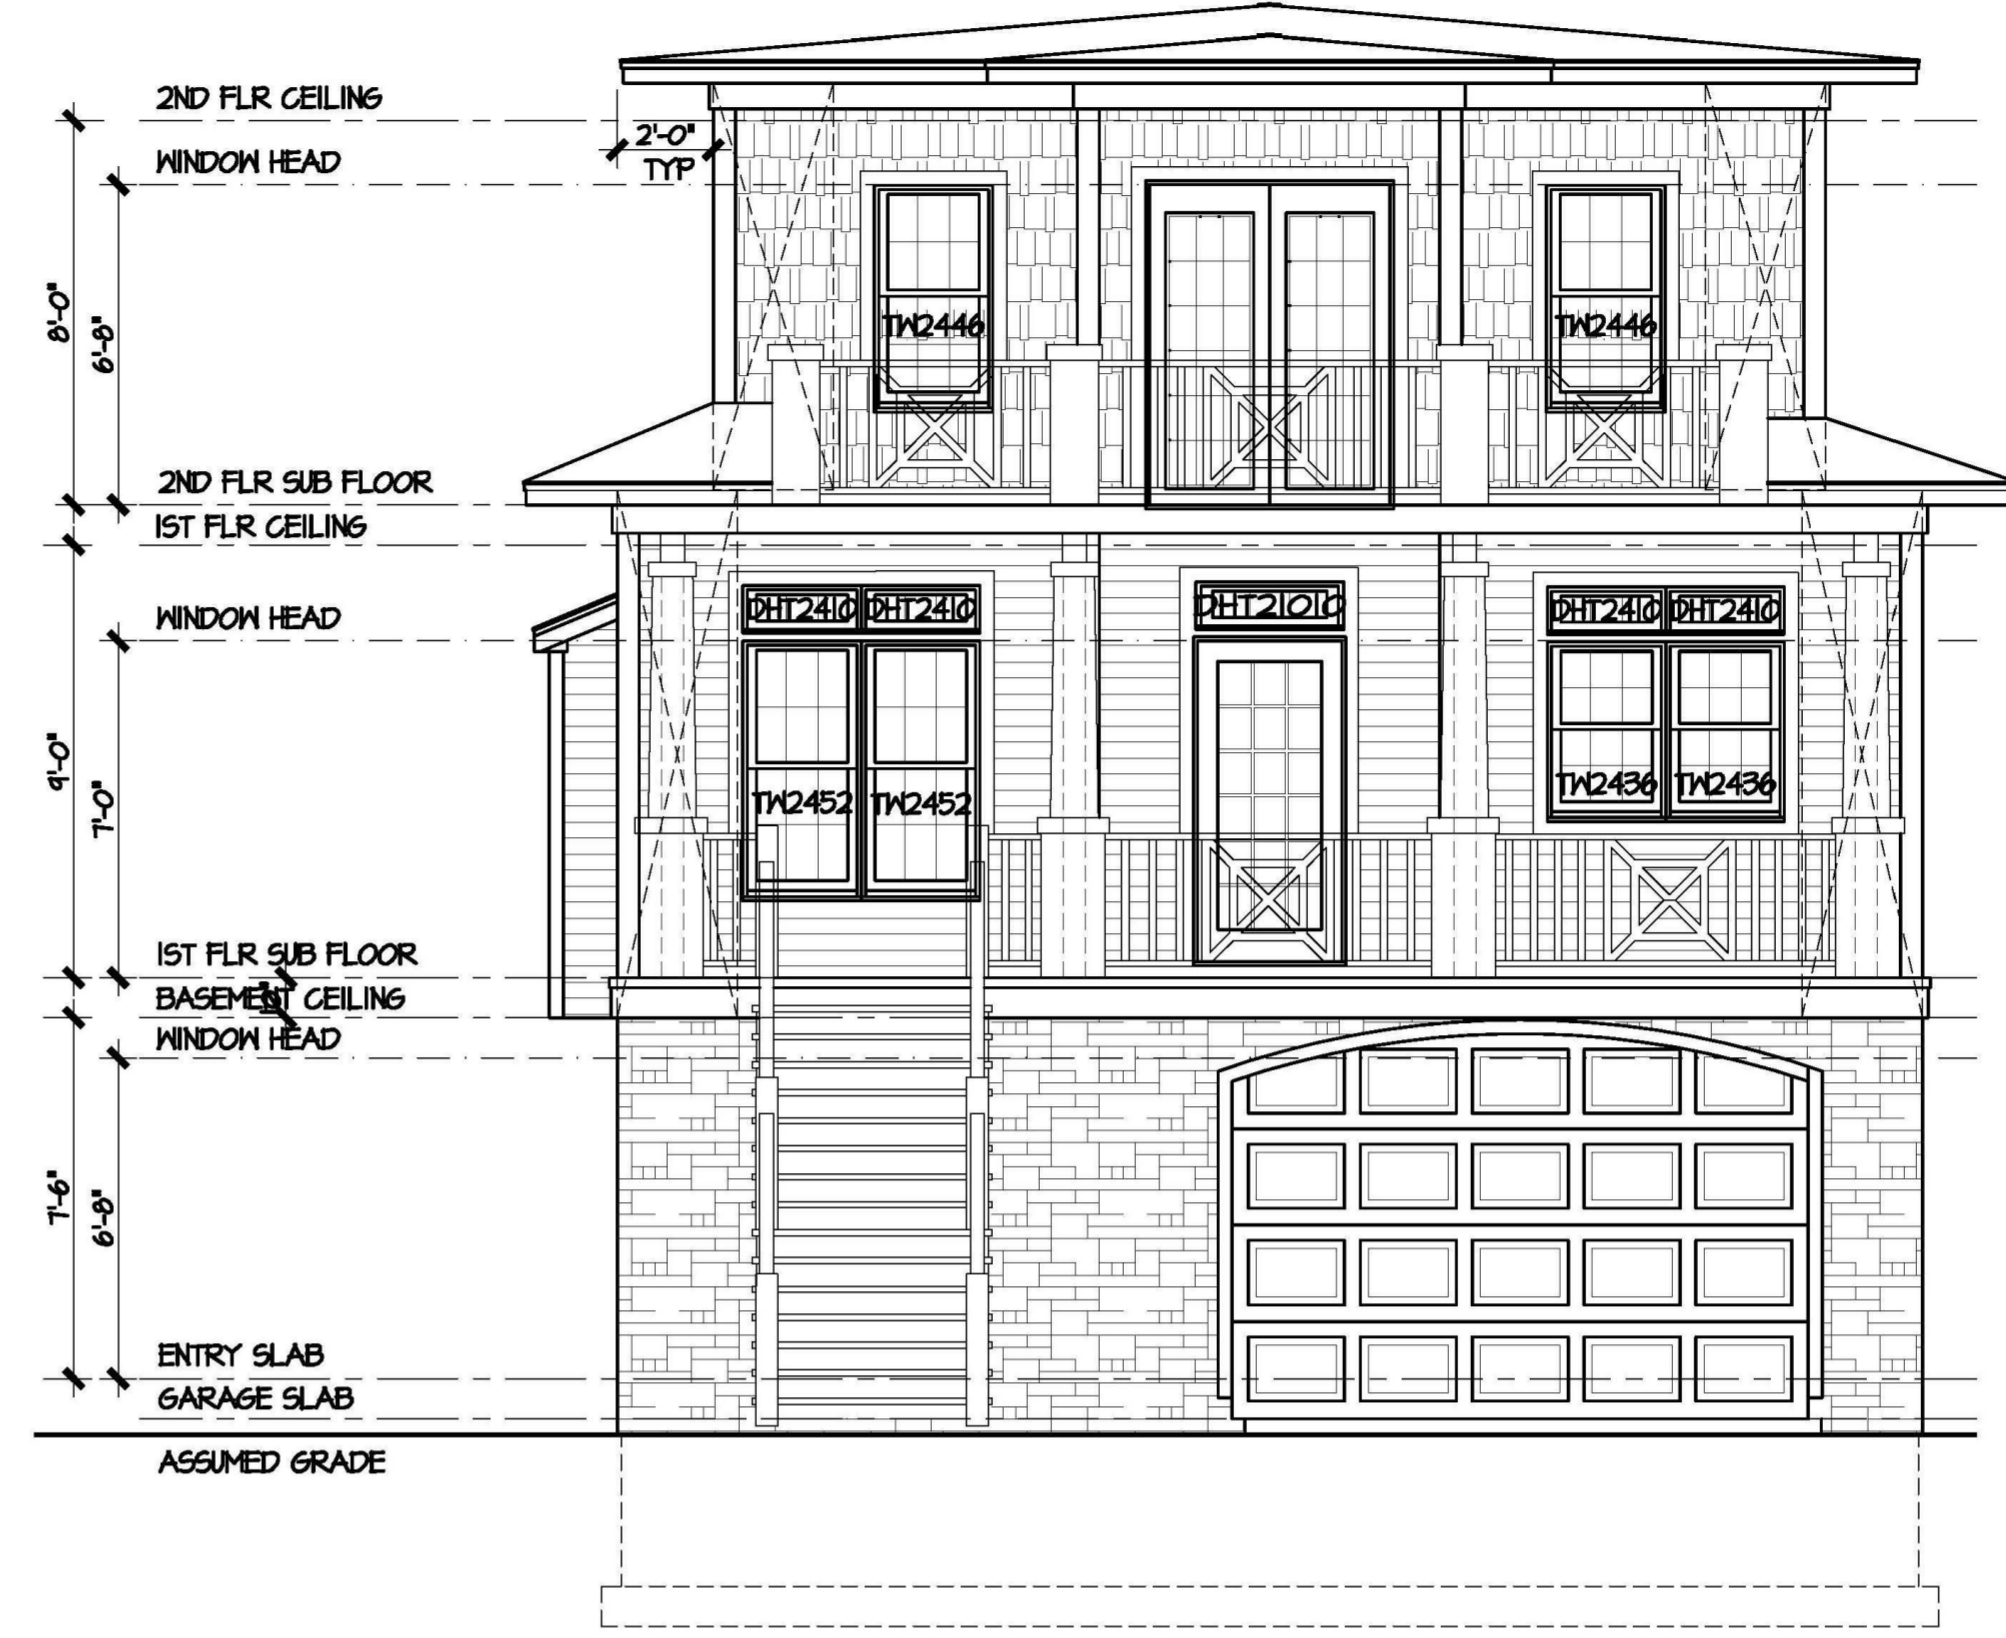 2ND FLR CEILING
2'-0"
TYP
WINDOW HEAD
8'-0"
6'-8"
TW2446
TW2446
2ND FLR SUB FLOOR
1ST FLR CEILING
WINDOW HEAD
DHT2410 DHT2410
DHT21010
DHT2410 DHT2410
9'-0"
7'-0"
TW2452 TW2452
TW2436 TW2436
1ST FLR SUB FLOOR
BASEMENT CEILING
WINDOW HEAD
7'-6"
6'-8"
ENTRY SLAB
GARAGE SLAB
ASSUMED GRADE